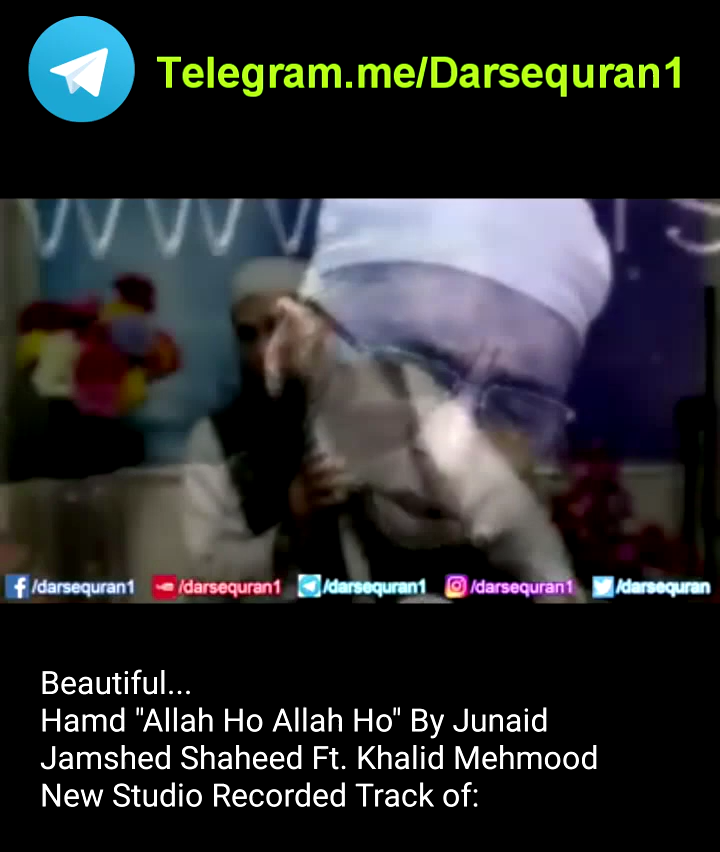 Telegram.me/Darsequran1
WWW
/darsequran1 /darsequran1 /darsequran1 /darsequran1 /darsequran
Beautiful...
Hamd "Allah Ho Allah Ho" By Junaid
Jamshed Shaheed Ft. Khalid Mehmood
New Studio Recorded Track of: